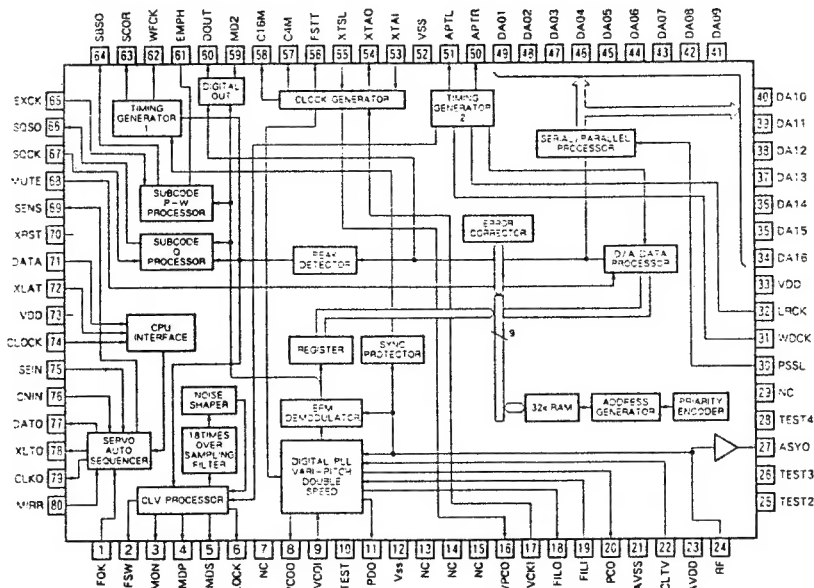 SBSO SCOR WFCK EMPH DOUT MD2 C16M C4M FSTT XTSL XTAO XTAI VSS APTL APTR DA01 DA02 DA03 DA04 DA05 DA06 DA07 DA08 DA09
64 63 62 61 60 59 58 57 56 55 54 53 52 51 50 49 48 47 46 45 44 43 42 41
EXCK 65
SQSO 66
SQCK 67
MUTE 68
SENS 69
XRST 70
DATA 71
XLAT 72
VDD 73
CLOCK 74
SEIN 75
CNIN 76
DATO 77
XLTO 78
CLKO 79
MIRR 80
TIMING
GENERATOR
1
DIGITAL
OUT
CLOCK GENERATOR
TIMING
GENERATOR
2
SERIAL/PARALLEL
PROCESSOR
SUBCODE
P-W
PROCESSOR
SUBCODE
Q
PROCESSOR
PEAK
DETECTOR
ERROR
CORRECTOR
D/A DATA
PROCESSOR
CPU
INTERFACE
REGISTER
SYNC
PROTECTOR
9
NOISE
SHAPER
EFM
DEMODULATOR
32K RAM
ADDRESS
GENERATOR
PRIARITY
ENCODER
SERVO
AUTO
SEQUENCER
18TIMES
OVER
SAMPLING
FILTER
DIGITAL PLL
VARI-PITCH
DOUBLE
SPEED
CLV PROCESSOR
40 DA10
39 DA11
38 DA12
37 DA13
36 DA14
35 DA15
34 DA16
33 VDD
32 LRCK
31 WDCK
30 PSSL
29 NC
28 TEST4
27 ASYO
26 TEST3
25 TEST2
1 2 3 4 5 6 7 8 9 10 11 12 13 14 15 16 17 18 19 20 21 22 23 24
FOK FSW MON MDP MDS LOCK NC VCOO VCOI TEST PDO Vss NC NC NC VPCO VCKI FILO FILI PCO AVSS CLTV AVDD RF